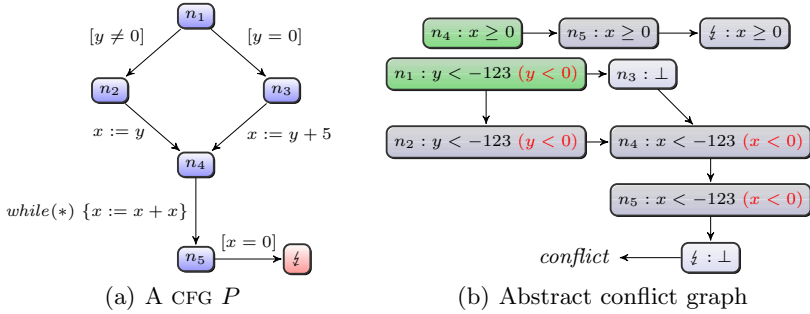 n₁
[y ≠ 0] [y = 0]
n₂ n₃
x := y x := y + 5
n₄
while(∗) {x := x + x}
n₅ [x = 0] ↯
(a) A CFG P
n₄ : x ≥ 0 n₅ : x ≥ 0 ↯ : x ≥ 0
n₁ : y < −123 (y < 0) n₃ : ⊥
n₂ : y < −123 (y < 0) n₄ : x < −123 (x < 0)
n₅ : x < −123 (x < 0)
conflict ↯ : ⊥
(b) Abstract conflict graph